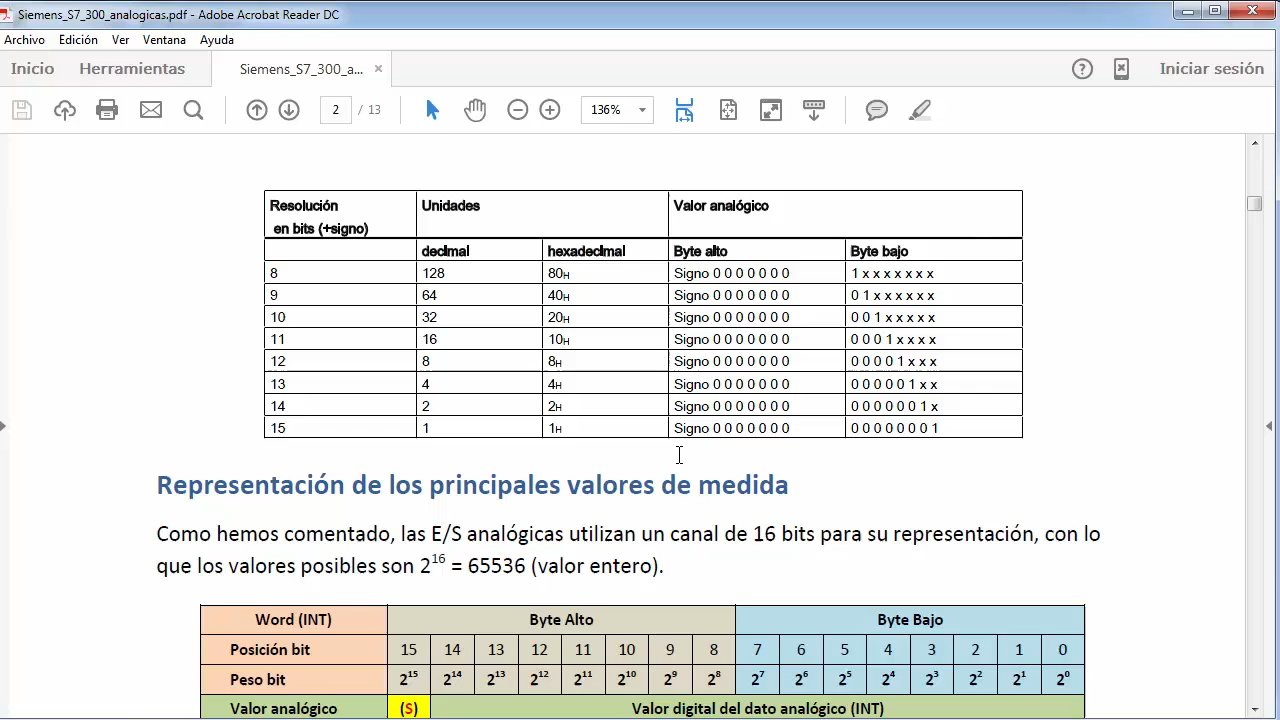 Siemens_S7_300_analogicas.pdf - Adobe Acrobat Reader DC
Archivo Edición Ver Ventana Ayuda
Inicio Herramientas Siemens_S7_300_a... × Iniciar sesión
2 / 13 136%
Resolución Unidades Valor analógico
en bits (+signo)
decimal hexadecimal Byte alto Byte bajo
8 128 80H Signo 0 0 0 0 0 0 0 1 x x x x x x x
9 64 40H Signo 0 0 0 0 0 0 0 0 1 x x x x x x
10 32 20H Signo 0 0 0 0 0 0 0 0 0 1 x x x x x
11 16 10H Signo 0 0 0 0 0 0 0 0 0 0 1 x x x x
12 8 8H Signo 0 0 0 0 0 0 0 0 0 0 0 1 x x x
13 4 4H Signo 0 0 0 0 0 0 0 0 0 0 0 0 1 x x
14 2 2H Signo 0 0 0 0 0 0 0 0 0 0 0 0 0 1 x
15 1 1H Signo 0 0 0 0 0 0 0 0 0 0 0 0 0 0 1
Representación de los principales valores de medida
Como hemos comentado, las E/S analógicas utilizan un canal de 16 bits para su representación, con lo
que los valores posibles son 2¹⁶ = 65536 (valor entero).
Word (INT) Byte Alto Byte Bajo
Posición bit 15 14 13 12 11 10 9 8 7 6 5 4 3 2 1 0
Peso bit 2¹⁵ 2¹⁴ 2¹³ 2¹² 2¹¹ 2¹⁰ 2⁹ 2⁸ 2⁷ 2⁶ 2⁵ 2⁴ 2³ 2² 2¹ 2⁰
Valor analógico (S) Valor digital del dato analógico (INT)